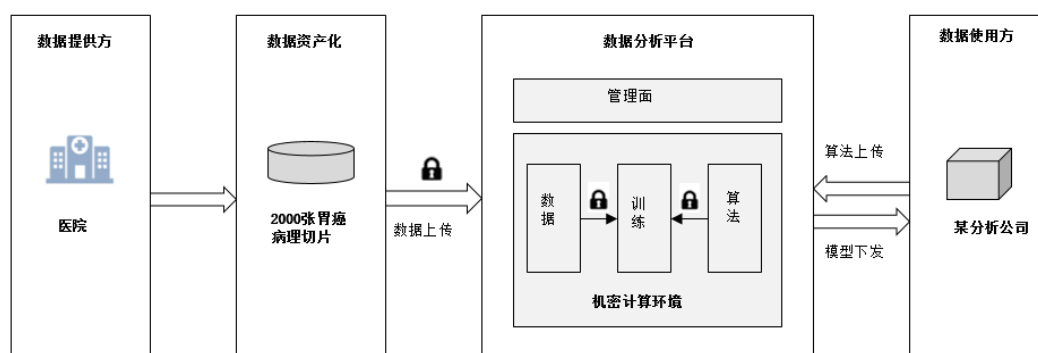 数据提供方
医院
数据资产化
2000张胃癌
病理切片
数据上传
数据分析平台
管理面
数据
训练
算法
机密计算环境
算法上传
模型下发
数据使用方
某分析公司